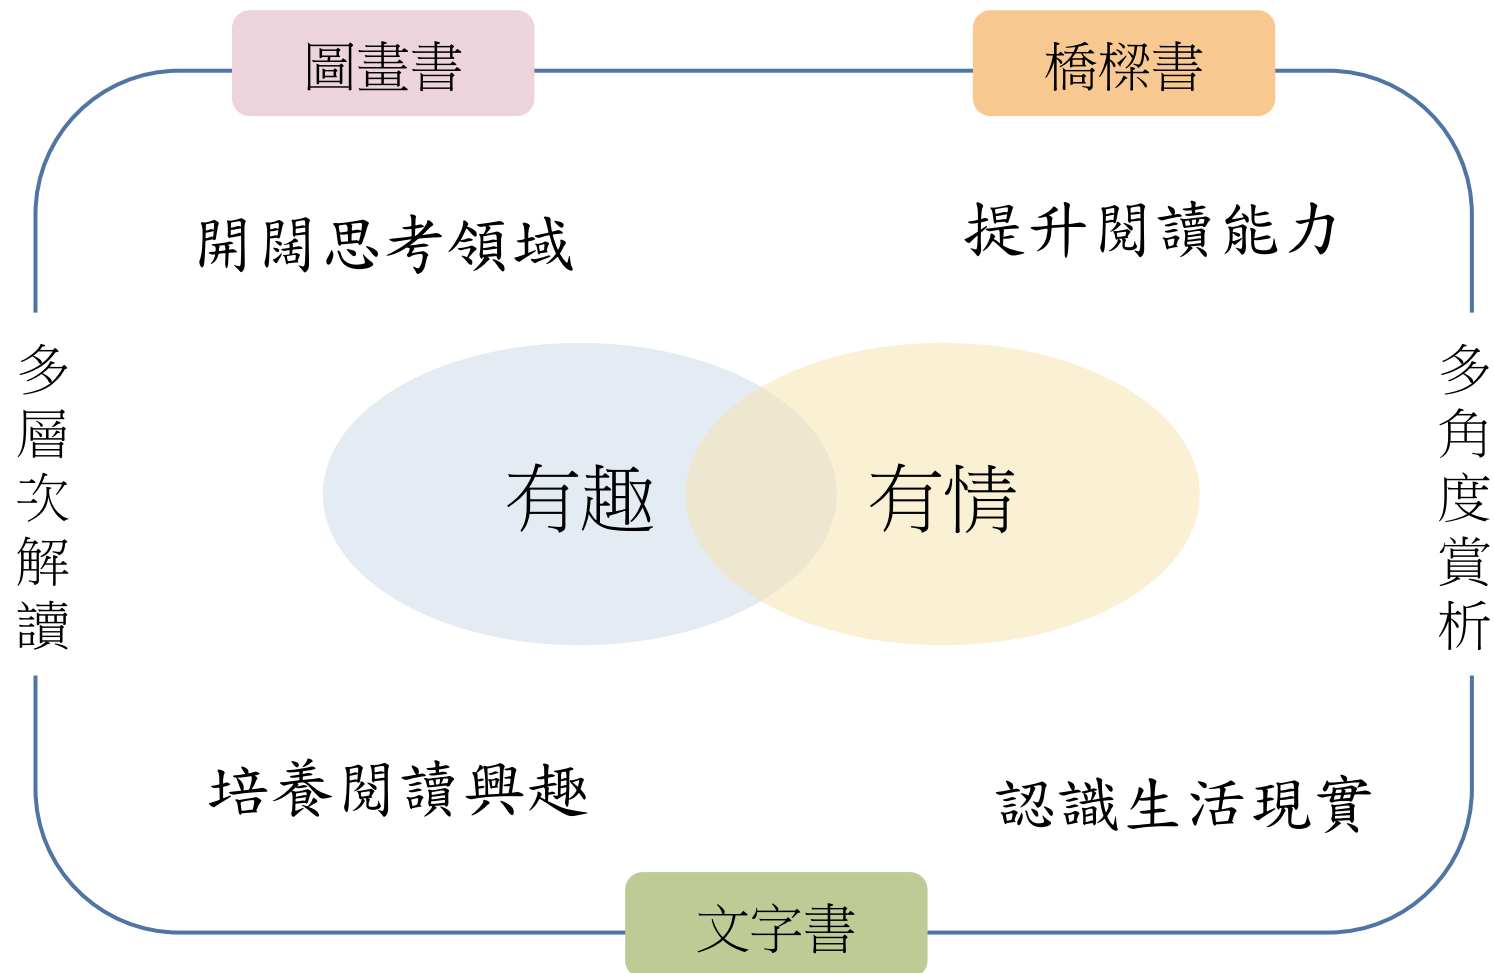 圖畫書
橋樑書
開闊思考領域
提升閱讀能力
多層次解讀
有趣
有情
多角度賞析
培養閱讀興趣
認識生活現實
文字書